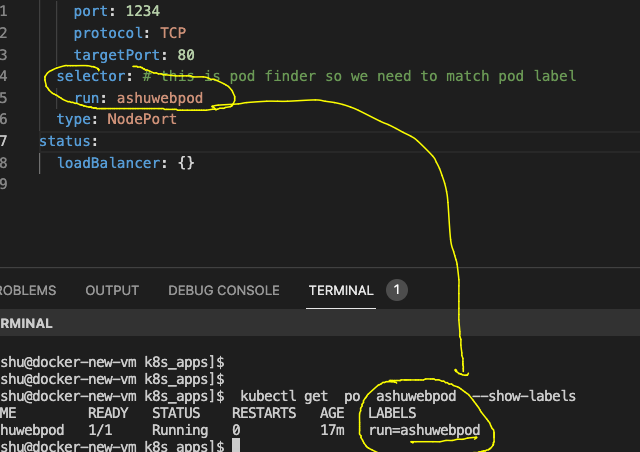 1 port: 1234
2 protocol: TCP
3 targetPort: 80
4 selector: # this is pod finder so we need to match pod label
5 run: ashuwebpod
6 type: NodePort
7 status:
8 loadBalancer: {}
9
ROBLEMS OUTPUT DEBUG CONSOLE TERMINAL 1
ERMINAL
shu@docker-new-vm k8s_apps]$
shu@docker-new-vm k8s_apps]$
shu@docker-new-vm k8s_apps]$ kubectl get po ashuwebpod --show-labels
ME READY STATUS RESTARTS AGE LABELS
huwebpod 1/1 Running 0 17m run=ashuwebpod
shu@docker-new-vm k8s_apps]$